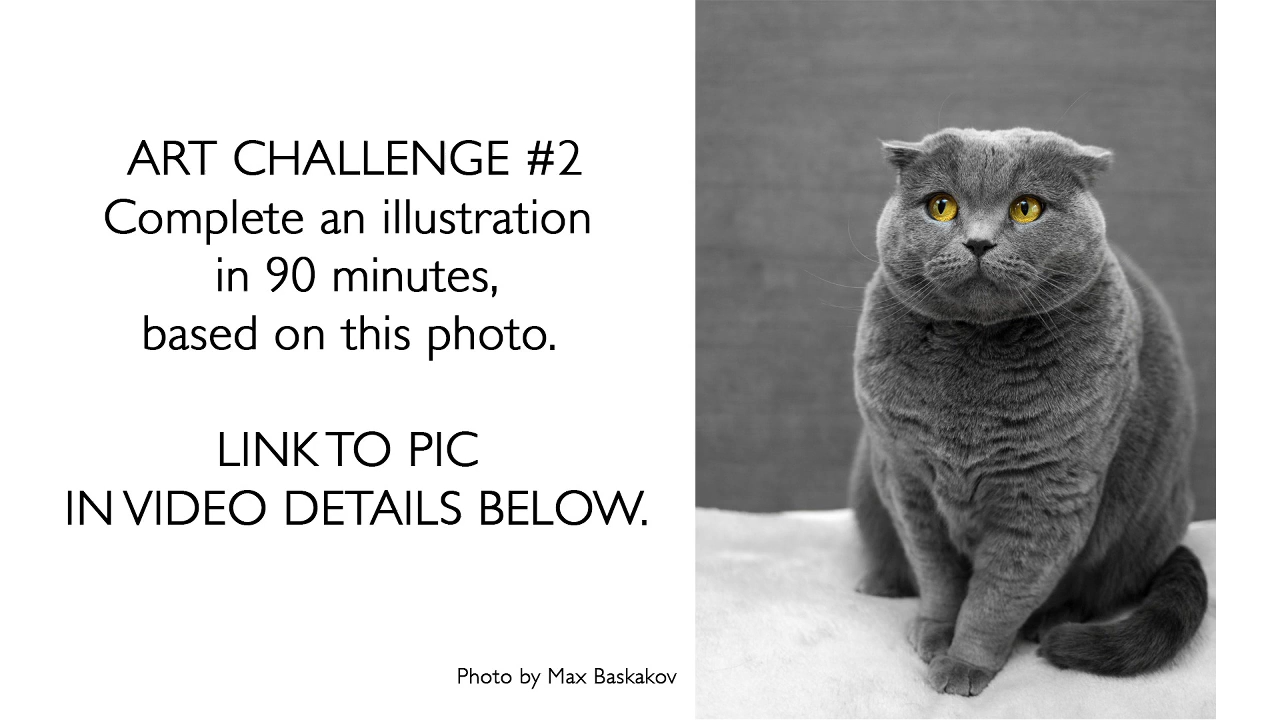 ART CHALLENGE #2
Complete an illustration
in 90 minutes,
based on this photo.
LINK TO PIC
IN VIDEO DETAILS BELOW.
Photo by Max Baskakov